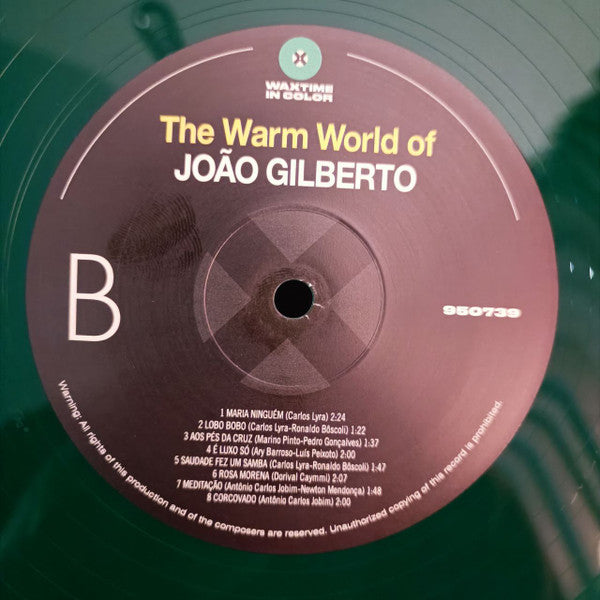 WAXTIME
IN COLOR
The Warm World of
JOÃO GILBERTO
B
950739
1 MARIA NINGUÉM (Carlos Lyra) 2:24
2 LOBO BOBO (Carlos Lyra-Ronaldo Bôscoli) 1:22
3 AOS PÉS DA CRUZ (Marino Pinto-Pedro Gonçalves) 1:37
4 É LUXO SÓ (Ary Barroso-Luís Peixoto) 2:00
5 SAUDADE FEZ UM SAMBA (Carlos Lyra-Ronaldo Bôscoli) 1:47
6 ROSA MORENA (Dorival Caymmi) 2:07
7 MEDITAÇÃO (Antônio Carlos Jobim-Newton Mendonça) 1:48
8 CORCOVADO (Antônio Carlos Jobim) 2:00
Warning: All rights of this production and of the composers are reserved. Unauthorized copying of this record is prohibited.